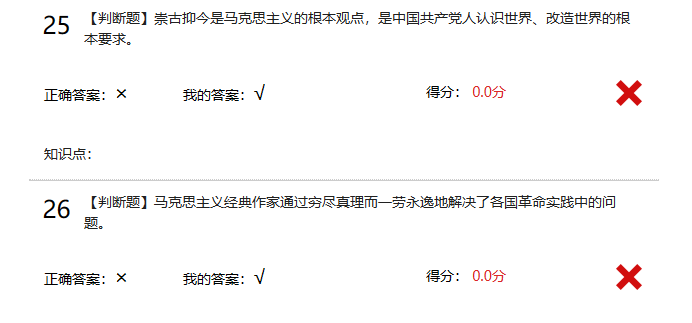 25 【判断题】崇古抑今是马克思主义的根本观点，是中国共产党人认识世界、改造世界的根
本要求。
正确答案：× 我的答案：√ 得分： 0.0分
知识点：
26 【判断题】马克思主义经典作家通过穷尽真理而一劳永逸地解决了各国革命实践中的问
题。
正确答案：× 我的答案：√ 得分： 0.0分